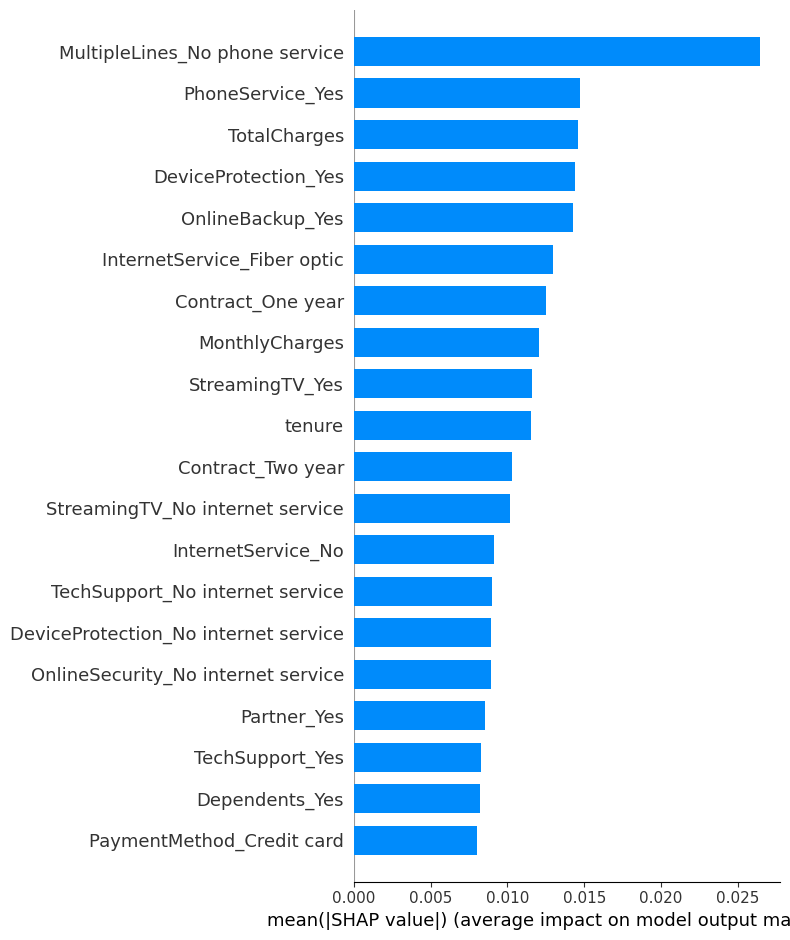 MultipleLines_No phone service
PhoneService_Yes
TotalCharges
DeviceProtection_Yes
OnlineBackup_Yes
InternetService_Fiber optic
Contract_One year
MonthlyCharges
StreamingTV_Yes
tenure
Contract_Two year
StreamingTV_No internet service
InternetService_No
TechSupport_No internet service
DeviceProtection_No internet service
OnlineSecurity_No internet service
Partner_Yes
TechSupport_Yes
Dependents_Yes
PaymentMethod_Credit card
0.000 0.005 0.010 0.015 0.020 0.025
mean(|SHAP value|) (average impact on model output ma